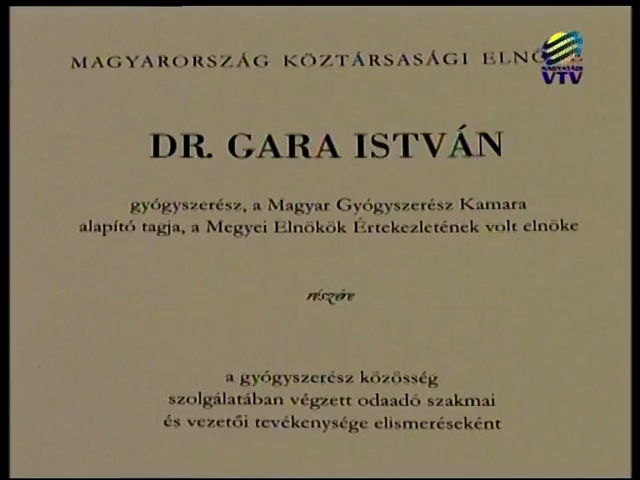 MAGYARORSZÁG KÖZTÁRSASÁGI
DR. GARA ISTVÁN
gyógyszerész, a Magyar Gyógyszerész Kamara
alapító tagja, a Megyei Elnökök Értekezletének volt elnöke
részére
a gyógyszerész közösség
szolgálatában végzett odaadó szakmai
és vezetői tevékenysége elismeréseként
NAGYATÁDI
VTV